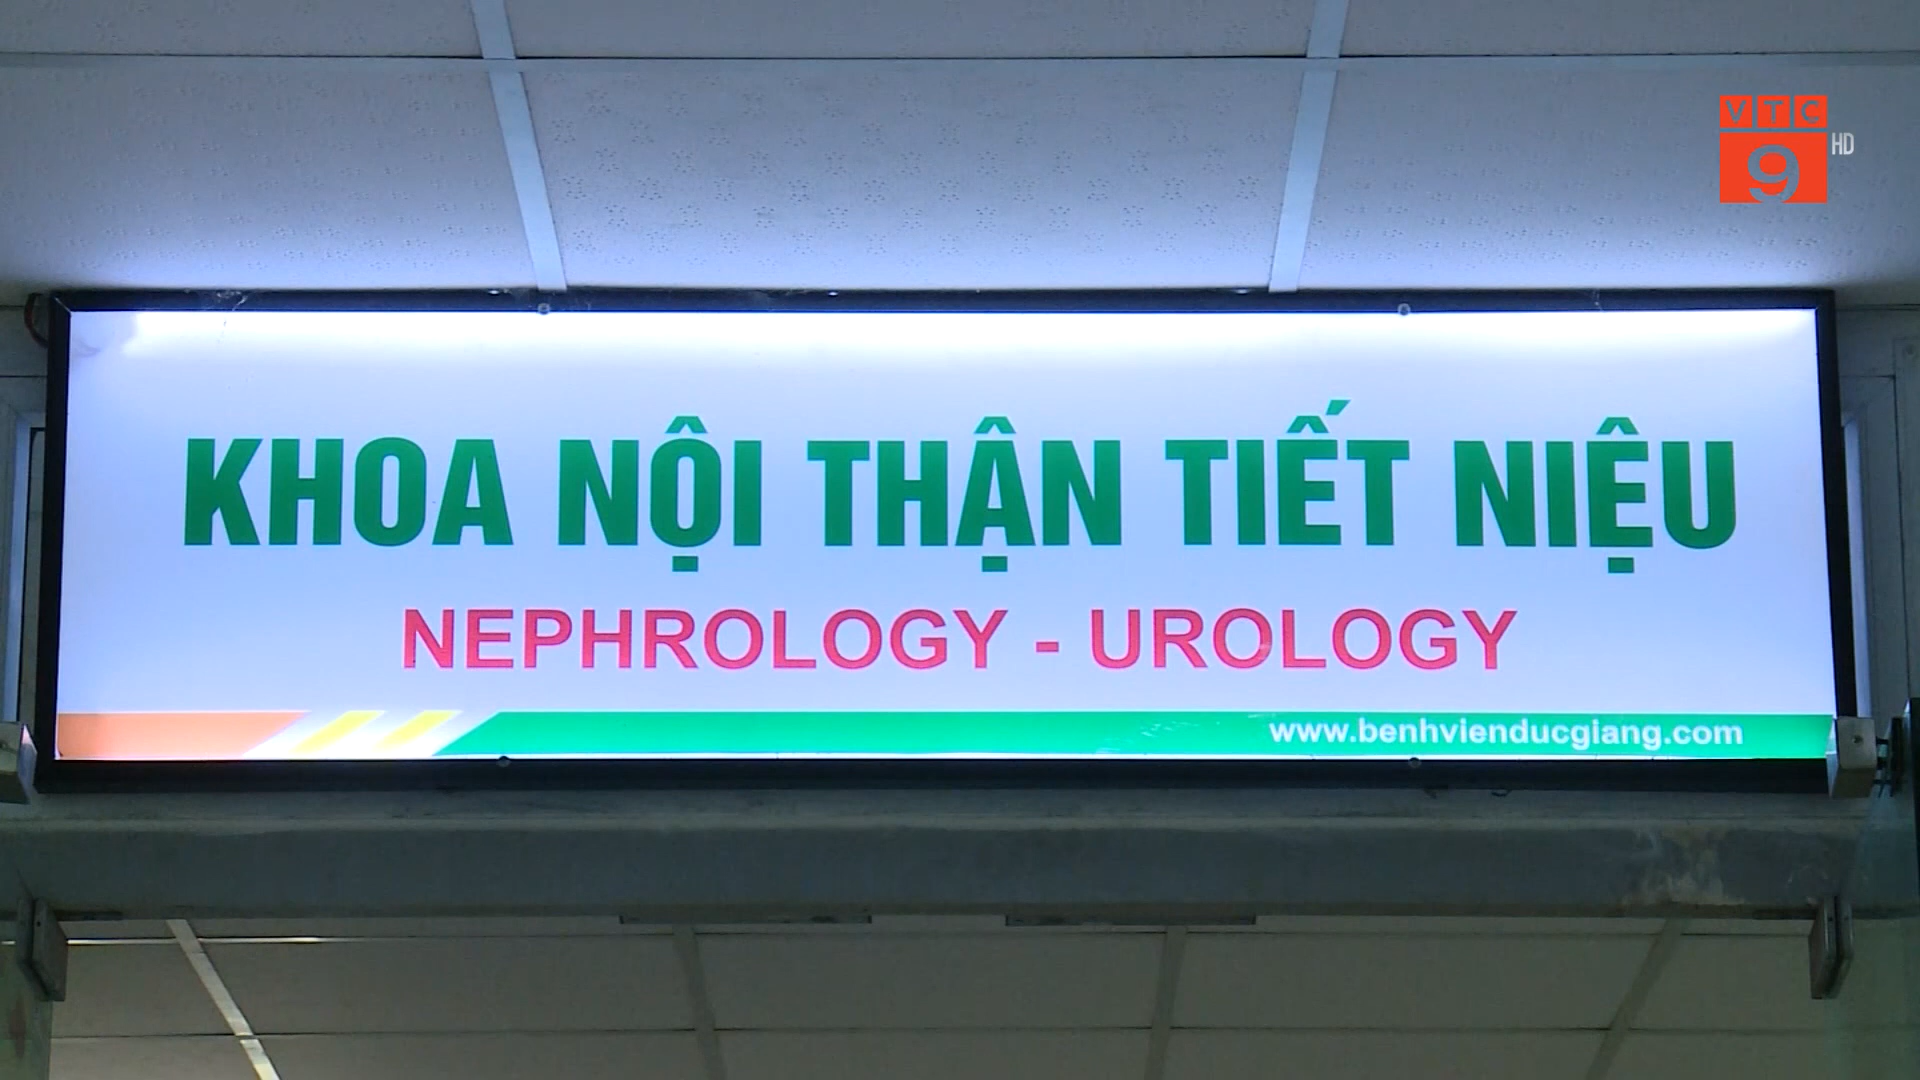 VTC
9 HD
KHOA NỘI THẬN TIẾT NIỆU
NEPHROLOGY - UROLOGY
www.benhvienducgiang.com